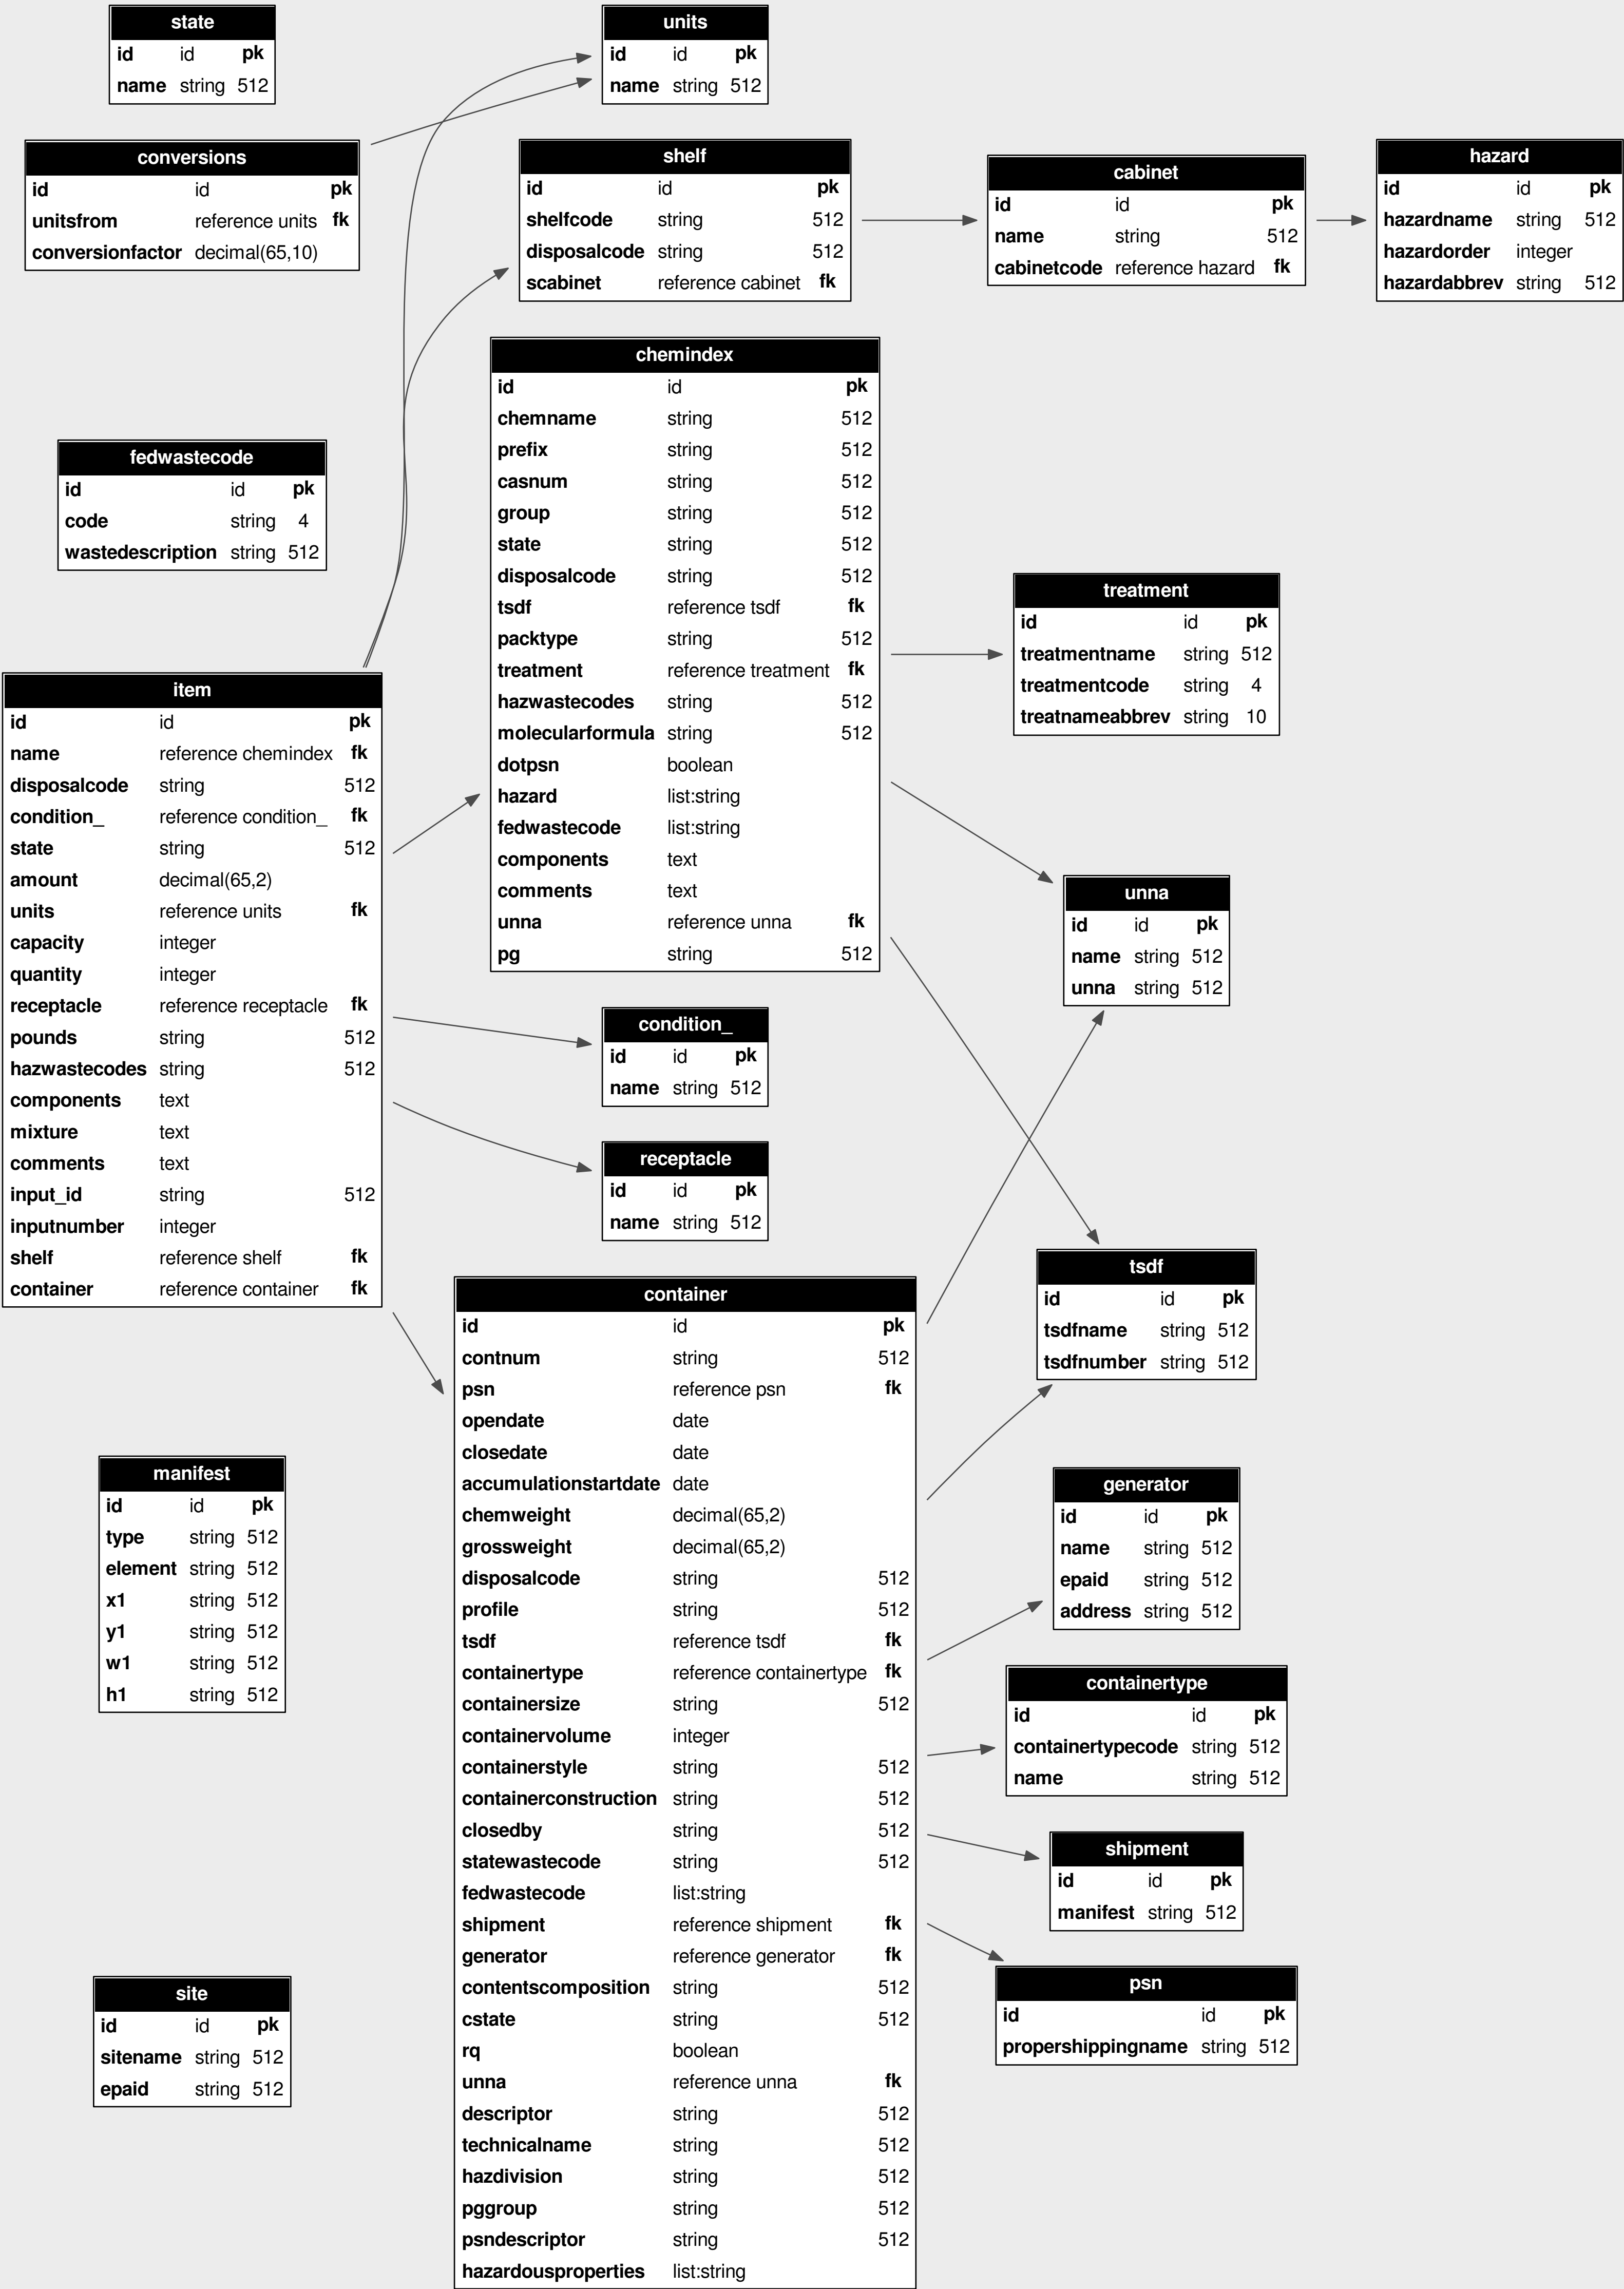 state
id id pk
name string 512
units
id id pk
name string 512
conversions
id id pk
unitsfrom reference units fk
conversionfactor decimal(65,10)
shelf
id id pk
shelfcode string 512
disposalcode string 512
scabinet reference cabinet fk
cabinet
id id pk
name string 512
cabinetcode reference hazard fk
hazard
id id pk
hazardname string 512
hazardorder integer
hazardabbrev string 512
chemindex
id id pk
chemname string 512
prefix string 512
casnum string 512
group string 512
state string 512
disposalcode string 512
tsdf reference tsdf fk
packtype string 512
treatment reference treatment fk
hazwastecodes string 512
molecularformula string 512
dotpsn boolean
hazard list:string
fedwastecode list:string
components text
comments text
unna reference unna fk
pg string 512
fedwastecode
id id pk
code string 4
wastedescription string 512
treatment
id id pk
treatmentname string 512
treatmentcode string 4
treatnameabbrev string 10
item
id id pk
name reference chemindex fk
disposalcode string 512
condition_ reference condition_ fk
state string 512
amount decimal(65,2)
units reference units fk
capacity integer
quantity integer
receptacle reference receptacle fk
pounds string 512
hazwastecodes string 512
components text
mixture text
comments text
input_id string 512
inputnumber integer
shelf reference shelf fk
container reference container fk
unna
id id pk
name string 512
unna string 512
condition_
id id pk
name string 512
receptacle
id id pk
name string 512
tsdf
id id pk
tsdfname string 512
tsdfnumber string 512
container
id id pk
contnum string 512
psn reference psn fk
opendate date
closedate date
accumulationstartdate date
chemweight decimal(65,2)
grossweight decimal(65,2)
disposalcode string 512
profile string 512
tsdf reference tsdf fk
containertype reference containertype fk
containersize string 512
containervolume integer
containerstyle string 512
containerconstruction string 512
closedby string 512
statewastecode string 512
fedwastecode list:string
shipment reference shipment fk
generator reference generator fk
contentscomposition string 512
cstate string 512
rq boolean
unna reference unna fk
descriptor string 512
technicalname string 512
hazdivision string 512
pggroup string 512
psndescriptor string 512
hazardousproperties list:string
manifest
id id pk
type string 512
element string 512
x1 string 512
y1 string 512
w1 string 512
h1 string 512
generator
id id pk
name string 512
epaid string 512
address string 512
containertype
id id pk
containertypecode string 512
name string 512
shipment
id id pk
manifest string 512
psn
id id pk
propershippingname string 512
site
id id pk
sitename string 512
epaid string 512